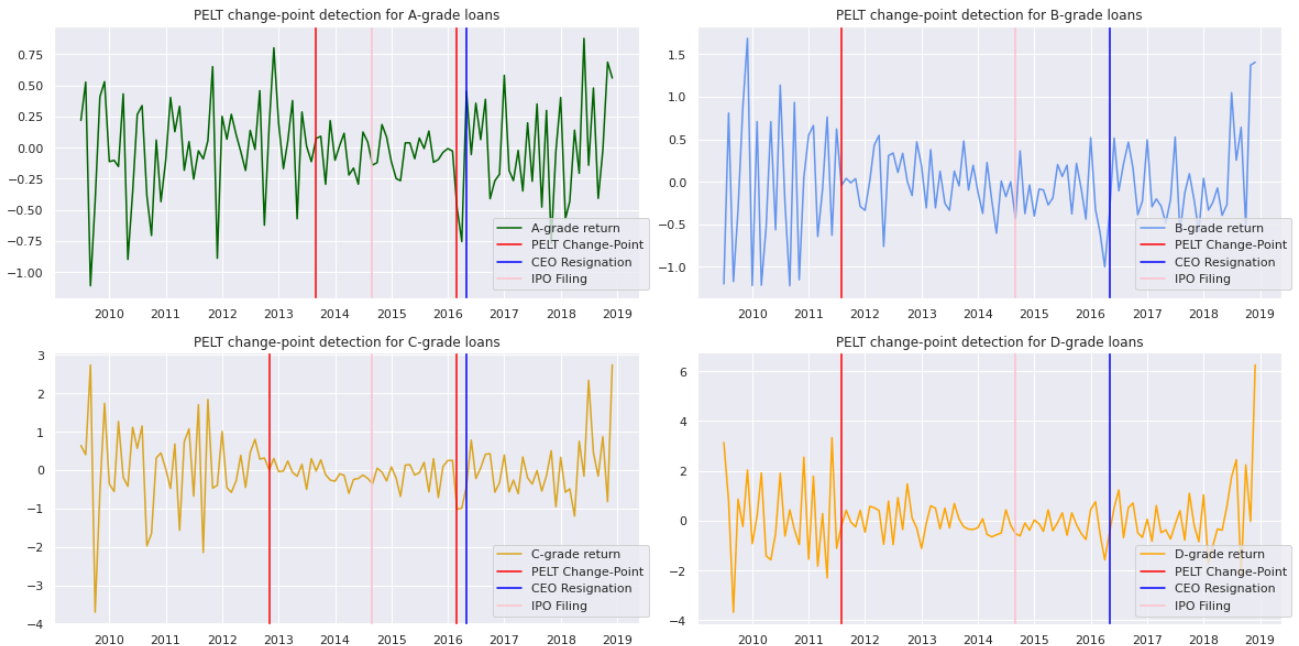 PELT change-point detection for A-grade loans
0.75
0.50
0.25
0.00
−0.25
−0.50
−0.75
−1.00
A-grade return
PELT Change-Point
CEO Resignation
IPO Filing
2010 2011 2012 2013 2014 2015 2016 2017 2018 2019
PELT change-point detection for B-grade loans
1.5
1.0
0.5
0.0
−0.5
−1.0
B-grade return
PELT Change-Point
CEO Resignation
IPO Filing
2010 2011 2012 2013 2014 2015 2016 2017 2018 2019
PELT change-point detection for C-grade loans
3
2
1
0
−1
−2
−3
−4
C-grade return
PELT Change-Point
CEO Resignation
IPO Filing
2010 2011 2012 2013 2014 2015 2016 2017 2018 2019
PELT change-point detection for D-grade loans
6
4
2
0
−2
−4
D-grade return
PELT Change-Point
CEO Resignation
IPO Filing
2010 2011 2012 2013 2014 2015 2016 2017 2018 2019